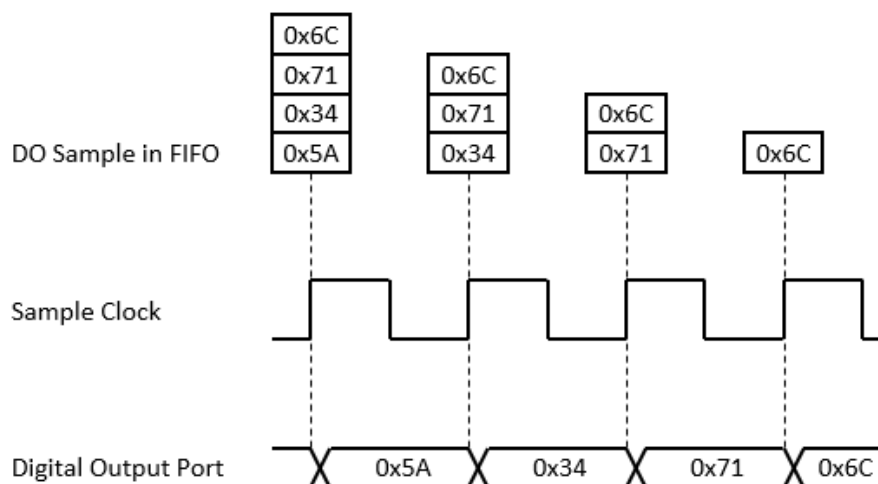 0x6C
0x71 0x6C
0x34 0x71 0x6C
DO Sample in FIFO 0x5A 0x34 0x71 0x6C
Sample Clock
Digital Output Port 0x5A 0x34 0x71 0x6C